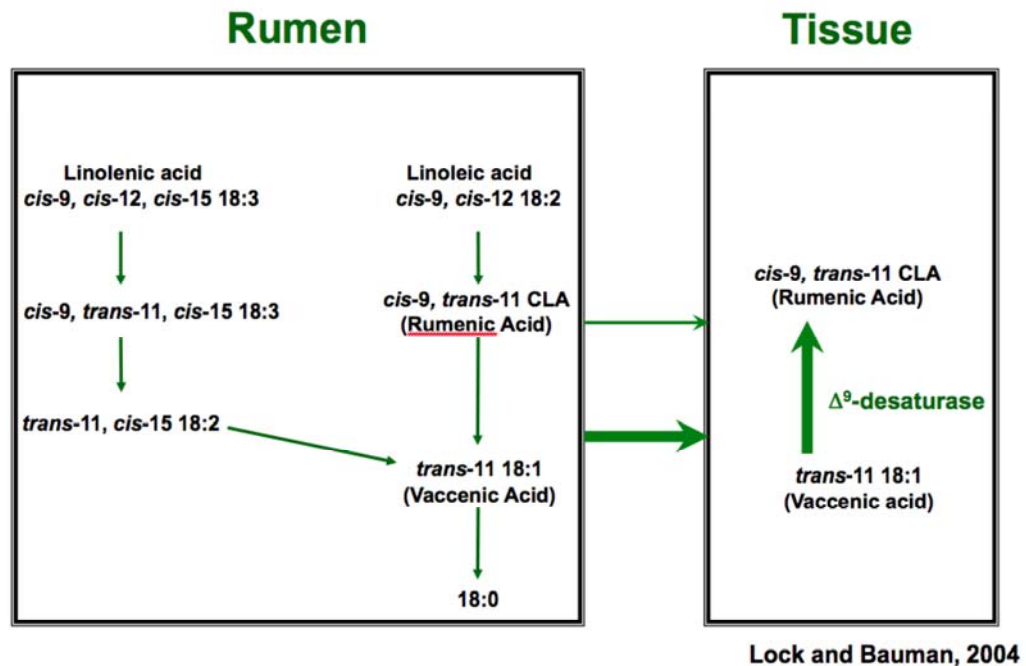 Rumen
Tissue
Linolenic acid
cis-9, cis-12, cis-15 18:3
Linoleic acid
cis-9, cis-12 18:2
cis-9, trans-11, cis-15 18:3
cis-9, trans-11 CLA
(Rumenic Acid)
trans-11, cis-15 18:2
trans-11 18:1
(Vaccenic Acid)
18:0
cis-9, trans-11 CLA
(Rumenic Acid)
Δ⁹-desaturase
trans-11 18:1
(Vaccenic acid)
Lock and Bauman, 2004